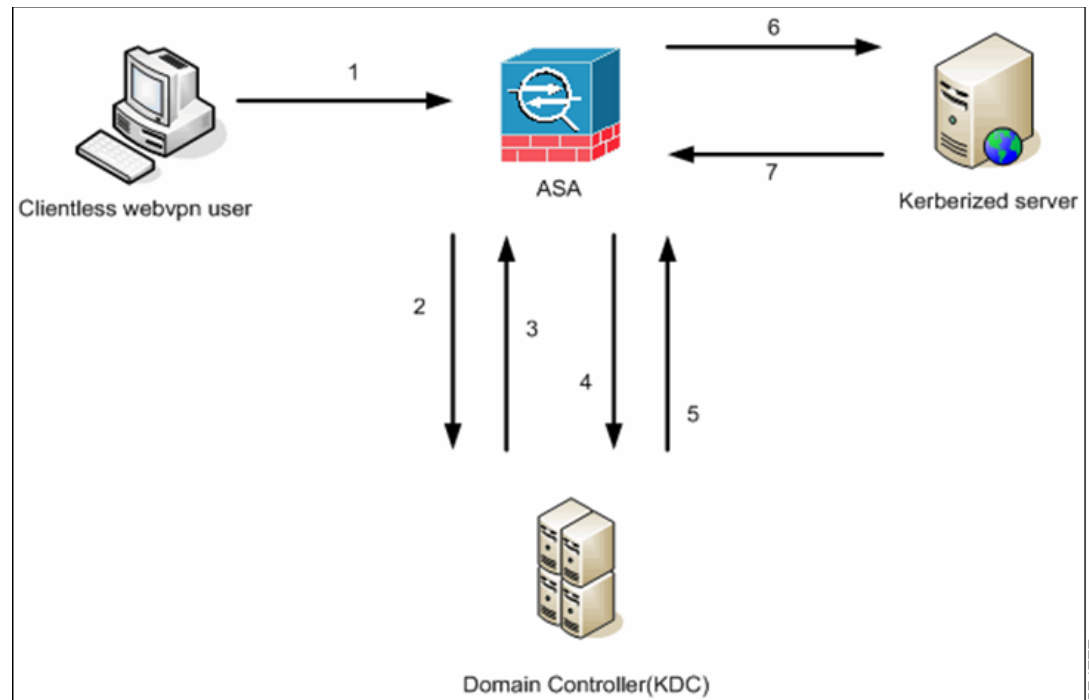 6
1
7
ASA
Clientless webvpn user
Kerberized server
2
3
4
5
Domain Controller(KDC)